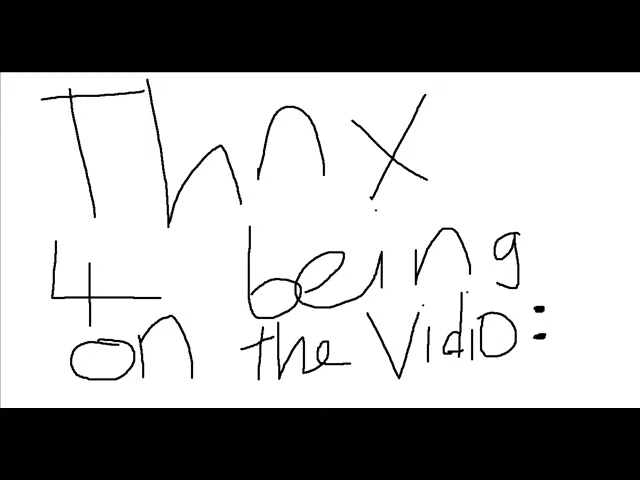 Thnx
4 being
on the vidio: